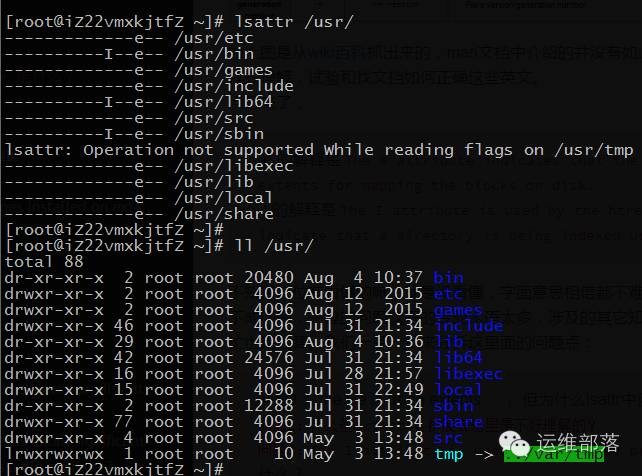 [root@iZ22vmxkjtfZ ~]# lsattr /usr/
-------------e-- /usr/etc
-----------I--e-- /usr/bin
-------------e-- /usr/games
-------------e-- /usr/include
-----------I--e-- /usr/lib64
-------------e-- /usr/src
-----------I--e-- /usr/sbin
lsattr: Operation not supported While reading flags on /usr/tmp
-------------e-- /usr/libexec
-------------e-- /usr/lib
-------------e-- /usr/local
-------------e-- /usr/share
[root@iZ22vmxkjtfZ ~]#
[root@iZ22vmxkjtfZ ~]# ll /usr/
total 88
dr-xr-xr-x 2 root root 20480 Aug 4 10:37 bin
drwxr-xr-x 2 root root 4096 Aug 12 2015 etc
drwxr-xr-x 2 root root 4096 Aug 12 2015 games
drwxr-xr-x 46 root root 4096 Jul 31 21:34 include
dr-xr-xr-x 29 root root 4096 Aug 4 10:36 lib
dr-xr-xr-x 42 root root 24576 Jul 31 21:34 lib64
drwxr-xr-x 16 root root 4096 Jul 28 21:57 libexec
drwxr-xr-x 15 root root 4096 Jul 31 22:49 local
dr-xr-xr-x 2 root root 12288 Jul 31 21:34 sbin
drwxr-xr-x 77 root root 4096 Jul 31 21:34 share
drwxr-xr-x 4 root root 4096 May 3 13:48 src
lrwxrwxrwx 1 root root 10 May 3 13:48 tmp -> ../var/tmp
[root@iZ22vmxkjtfZ ~]#
运维部落